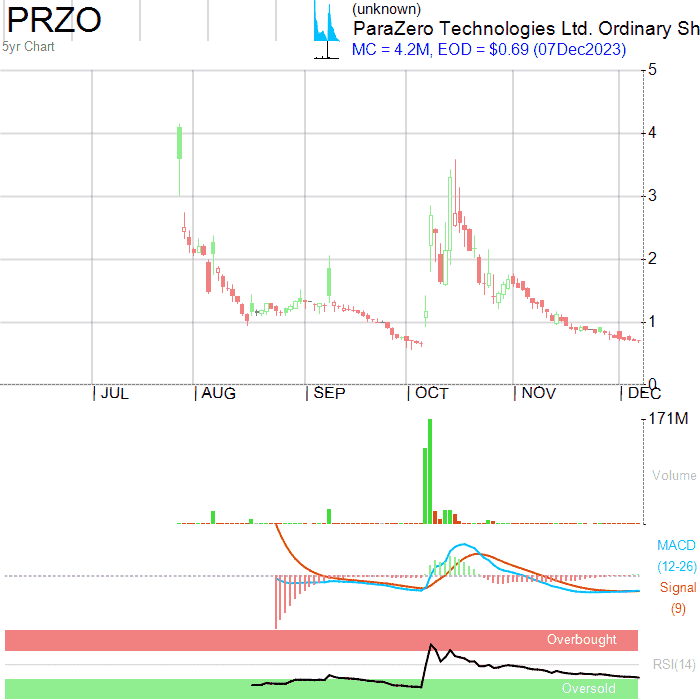 PRZO
5yr Chart
(unknown)
ParaZero Technologies Ltd. Ordinary Sh
MC = 4.2M, EOD = $0.69 (07Dec2023)
5
4
3
2
1
0
JUL AUG SEP OCT NOV DEC
171M
Volume
MACD
(12-26)
Signal
(9)
Overbought
RSI(14)
Oversold